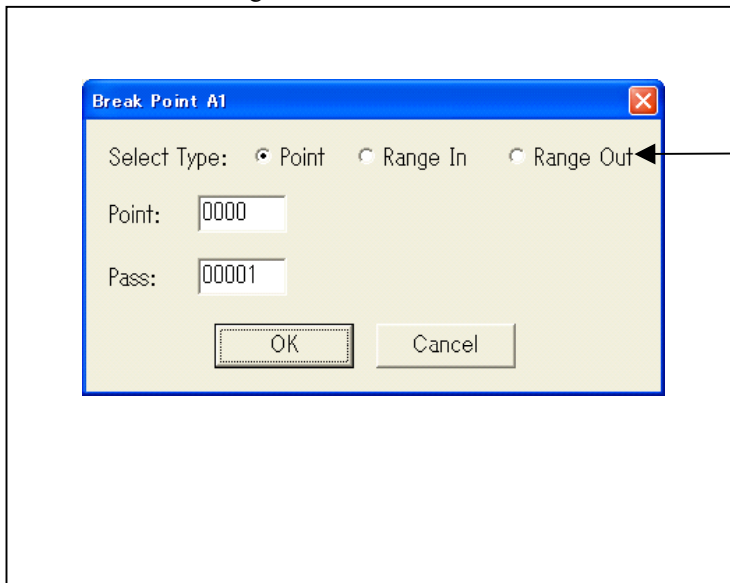 Break Point A1
Select Type: Point Range In Range Out
Point: 0000
Pass: 00001
OK Cancel